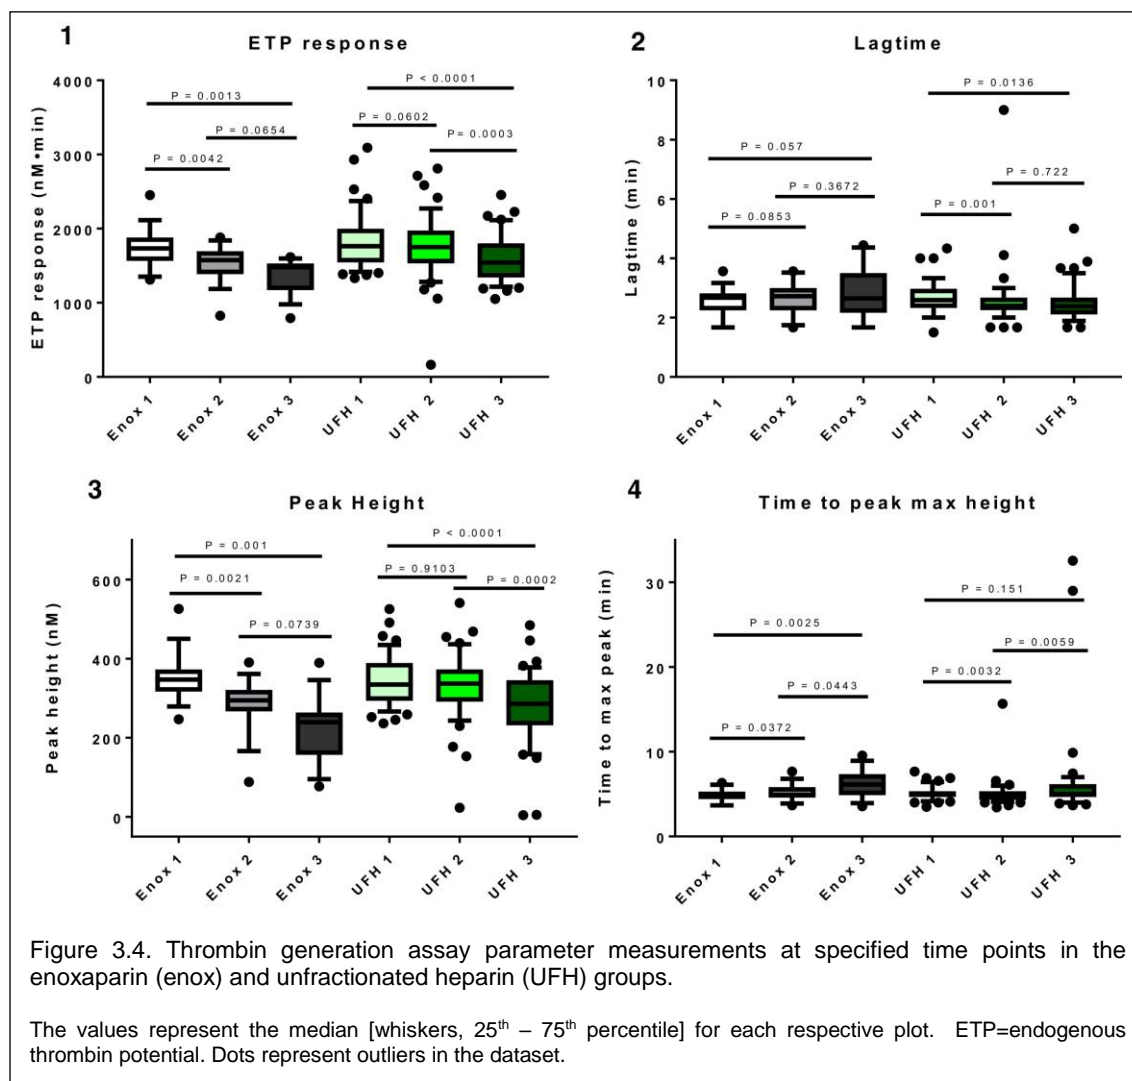 1
ETP response
ETP response (nM•min)
4000
3000
2000
1000
0
P = 0.0013
P = 0.0654
P = 0.0042
P < 0.0001
P = 0.0602
P = 0.0003
Enox 1
Enox 2
Enox 3
UFH 1
UFH 2
UFH 3
2
Lagtime
Lagtime (min)
10
8
6
4
2
0
P = 0.057
P = 0.3672
P = 0.0853
P = 0.0136
P = 0.722
P = 0.001
Enox 1
Enox 2
Enox 3
UFH 1
UFH 2
UFH 3
3
Peak Height
Peak height (nM)
600
400
200
0
P = 0.001
P = 0.0021
P = 0.0739
P < 0.0001
P = 0.9103
P = 0.0002
Enox 1
Enox 2
Enox 3
UFH 1
UFH 2
UFH 3
4
Time to peak max height
Time to max peak (min)
30
20
10
0
P = 0.0025
P = 0.0443
P = 0.0372
P = 0.151
P = 0.0059
P = 0.0032
Enox 1
Enox 2
Enox 3
UFH 1
UFH 2
UFH 3
Figure 3.4. Thrombin generation assay parameter measurements at specified time points in the
enoxaparin (enox) and unfractionated heparin (UFH) groups.
The values represent the median [whiskers, 25th – 75th percentile] for each respective plot. ETP=endogenous
thrombin potential. Dots represent outliers in the dataset.